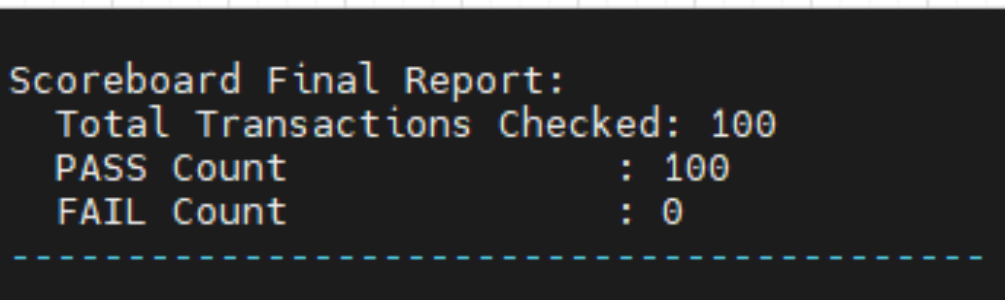 Scoreboard Final Report:
  Total Transactions Checked: 100
  PASS Count              : 100
  FAIL Count              : 0
------------------------------------------